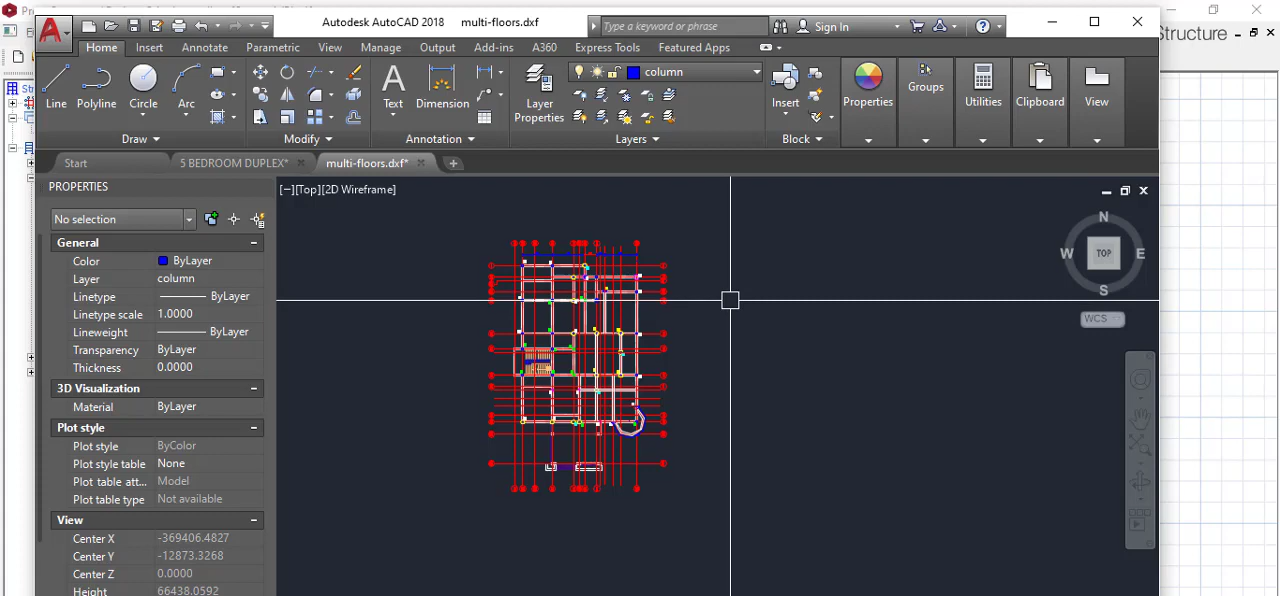 Autodesk AutoCAD 2018 multi-floors.dxf
Type a keyword or phrase
Sign In
Structure
Home Insert Annotate Parametric View Manage Output Add-ins A360 Express Tools Featured Apps
Line Polyline Circle Arc
Text Dimension
Layer Properties
column
Insert
Properties Groups Utilities Clipboard View
Draw Modify Annotation Layers Block
Start 5 BEDROOM DUPLEX* multi-floors.dxf*
PROPERTIES
[−][Top][2D Wireframe]
No selection
General
Color ByLayer
Layer column
Linetype ByLayer
Linetype scale 1.0000
Lineweight ByLayer
Transparency ByLayer
Thickness 0.0000
3D Visualization
Material ByLayer
Plot style
Plot style ByColor
Plot style table None
Plot table att... Model
Plot table type Not available
View
Center X -369406.4827
Center Y -12873.3268
Center Z 0.0000
Height 66438.0592
N
W TOP E
S
WCS